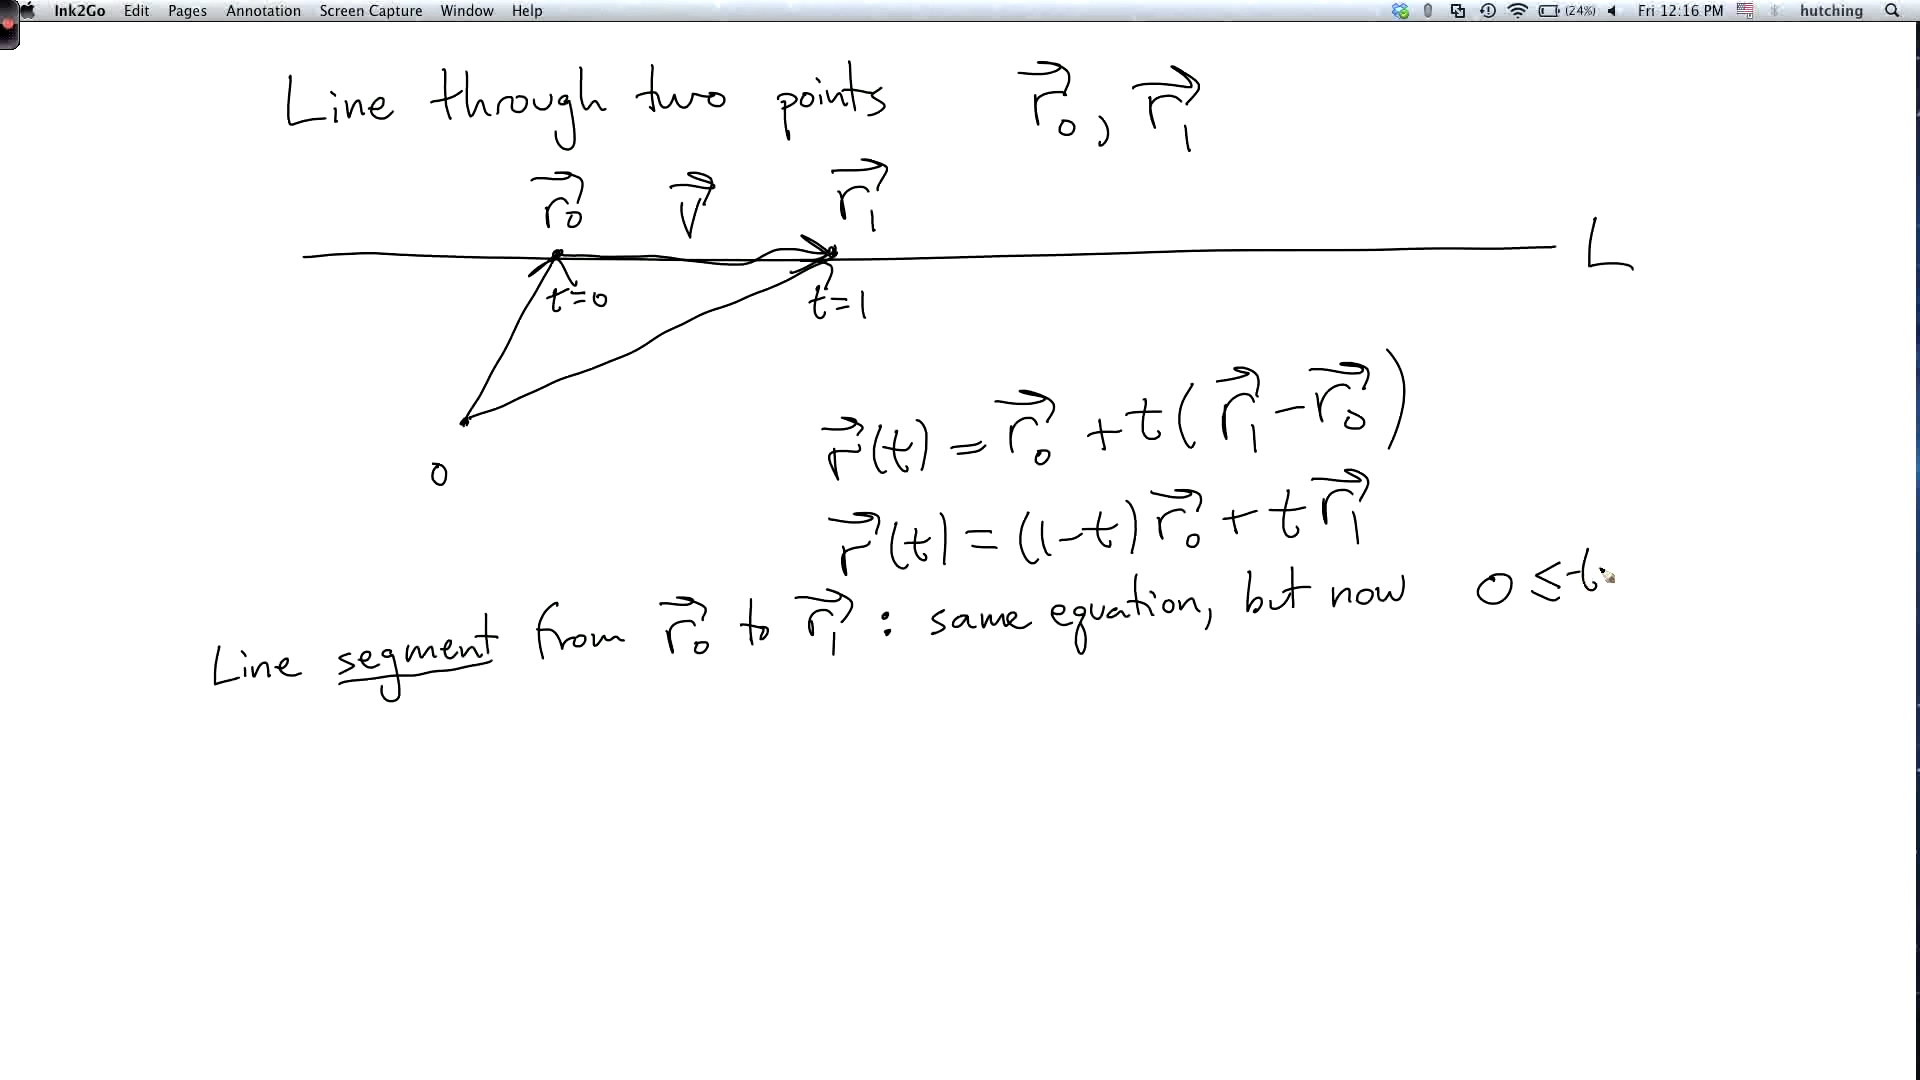 Ink2Go Edit Pages Annotation Screen Capture Window Help (24%) Fri 12:16 PM hutching
Line through two points r⃗₀, r⃗₁
r⃗₀ v⃗ r⃗₁
L
t=0 t=1
0
r⃗(t) = r⃗₀ + t(r⃗₁ − r⃗₀)
r⃗(t) = (1−t) r⃗₀ + t r⃗₁
Line segment from r⃗₀ to r⃗₁ : same equation, but now 0 ≤ t